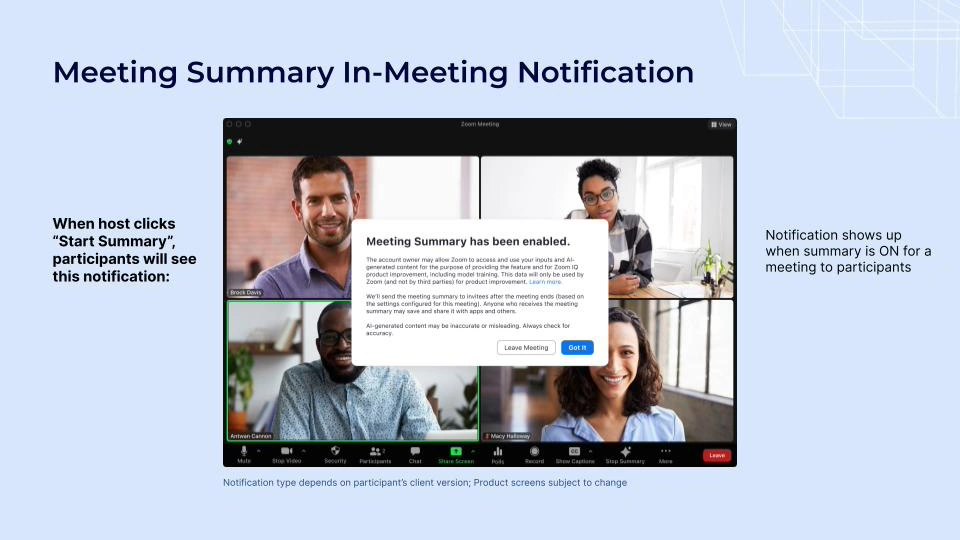 Meeting Summary In-Meeting Notification
When host clicks
“Start Summary”,
participants will see
this notification:
Zoom Meeting
View
Brock Davis
Meeting Summary has been enabled.
The account owner may allow Zoom to access and use your inputs and AI-
generated content for the purpose of providing the feature and for Zoom IQ
product improvement, including model training. This data will only be used by
Zoom (and not by third parties) for product improvement. Learn more.
We'll send the meeting summary to invitees after the meeting ends (based on
the settings configured for this meeting). Anyone who receives the meeting
summary may save and share it with apps and others.
AI-generated content may be inaccurate or misleading. Always check for
accuracy.
Leave Meeting
Got it
Antwan Cannon
Macy Halloway
Mute
Stop Video
Security
Participants
2
Chat
Share Screen
Polls
Record
CC
Show Captions
Stop Summary
More
Leave
Notification shows up
when summary is ON for a
meeting to participants
Notification type depends on participant’s client version; Product screens subject to change